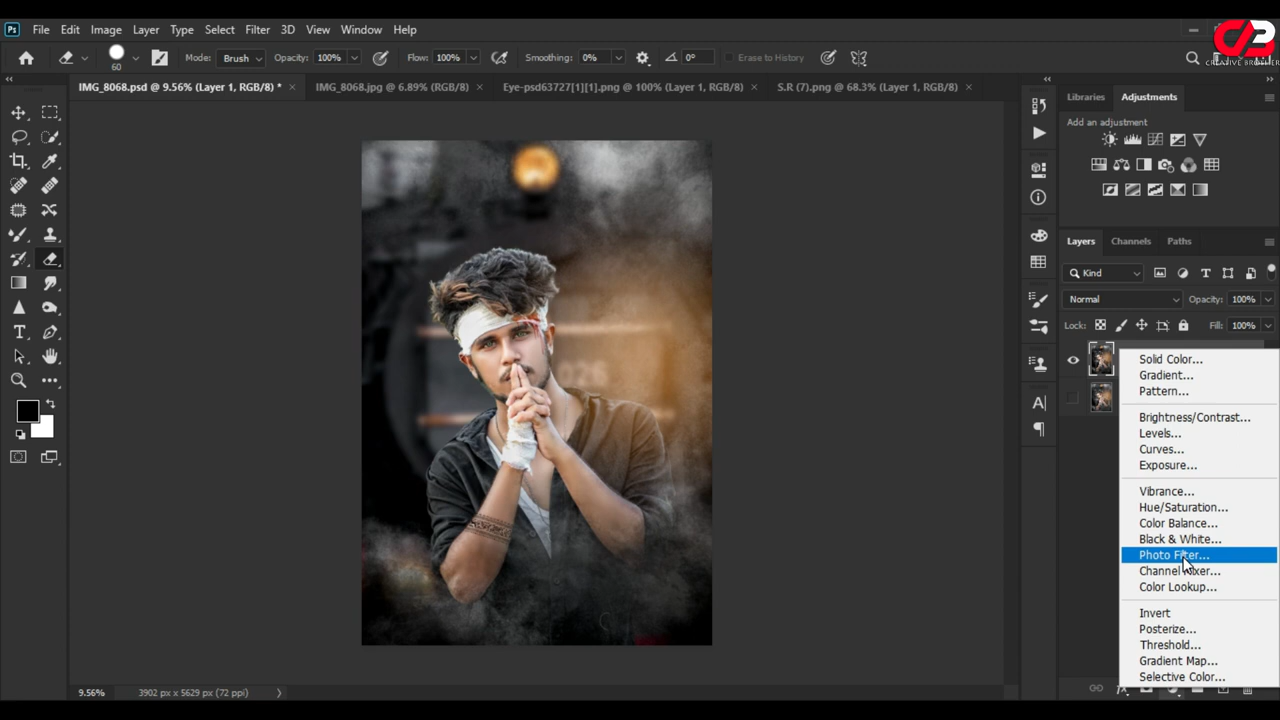 Ps File Edit Image Layer Type Select Filter 3D View Window Help
CREATIVE BROTHER
60 Mode: Brush Opacity: 100% Flow: 100% Smoothing: 0% 0° Erase to History
IMG_8068.psd @ 9.56% (Layer 1, RGB/8) * × IMG_8068.jpg @ 6.89% (RGB/8) × Eye-psd63727[1][1].png @ 100% (Layer 1, RGB/8) × S.R (7).png @ 68.3% (Layer 1, RGB/8) ×
Libraries Adjustments
Add an adjustment
Layers Channels Paths
Kind
Normal Opacity: 100%
Lock: Fill: 100%
026
Solid Color...
Gradient...
Pattern...
Brightness/Contrast...
Levels...
Curves...
Exposure...
Vibrance...
Hue/Saturation...
Color Balance...
Black & White...
Photo Filter...
Channel Mixer...
Color Lookup...
Invert
Posterize...
Threshold...
Gradient Map...
Selective Color...
9.56% 3902 px x 5629 px (72 ppi)